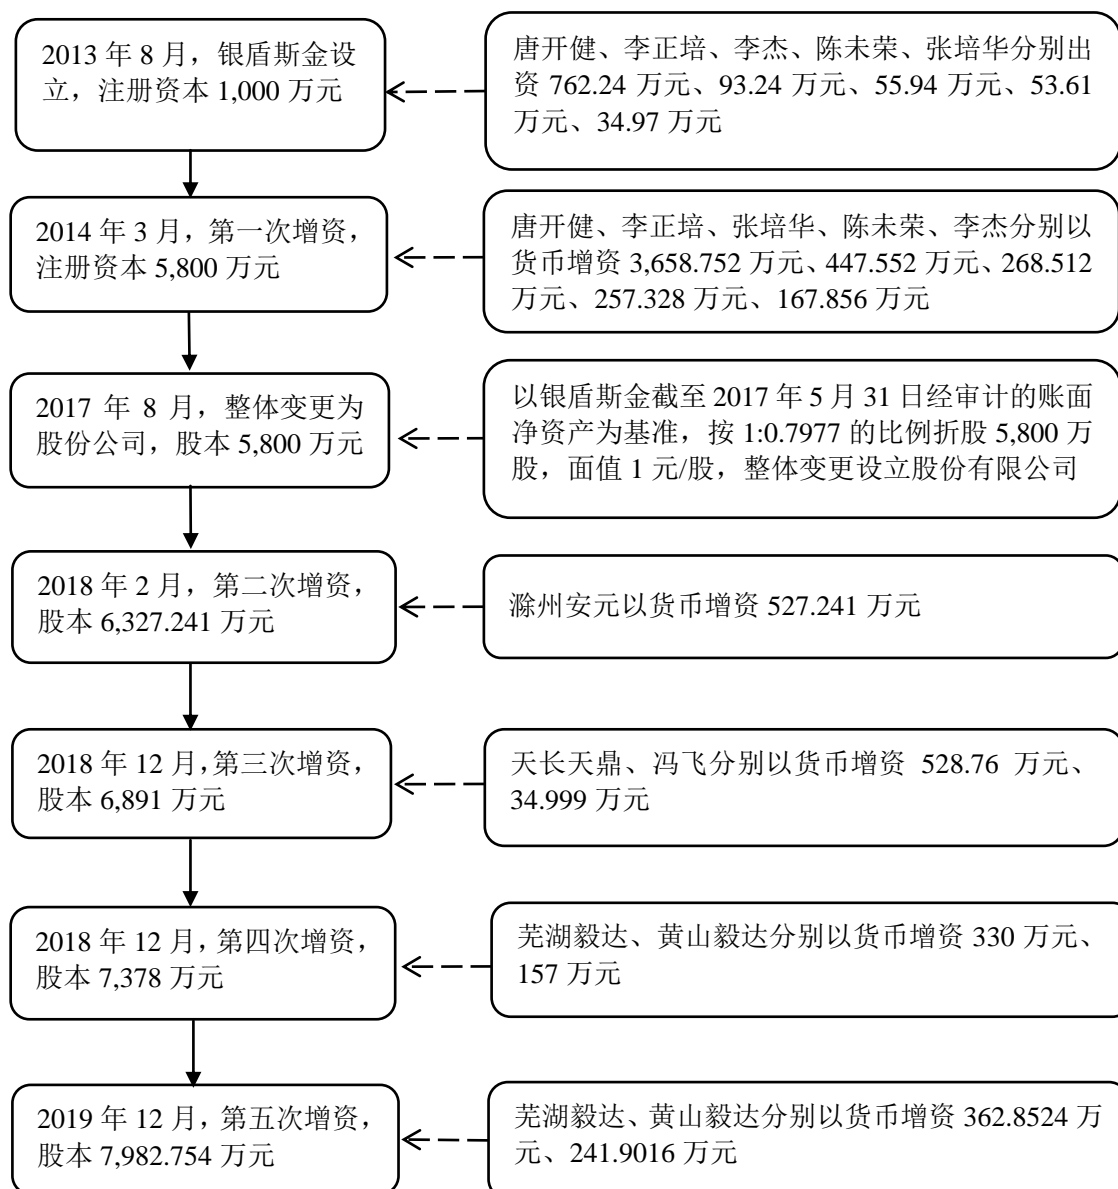 2013 年 8 月，银盾斯金设
立，注册资本 1,000 万元
唐开健、李正培、李杰、陈未荣、张培华分别出
资 762.24 万元、93.24 万元、55.94 万元、53.61
万元、34.97 万元
2014 年 3 月，第一次增资，
注册资本 5,800 万元
唐开健、李正培、张培华、陈未荣、李杰分别以
货币增资 3,658.752 万元、447.552 万元、268.512
万元、257.328 万元、167.856 万元
2017 年 8 月，整体变更为
股份公司，股本 5,800 万元
以银盾斯金截至 2017 年 5 月 31 日经审计的账面
净资产为基准，按 1:0.7977 的比例折股 5,800 万
股，面值 1 元/股，整体变更设立股份有限公司
2018 年 2 月，第二次增资，
股本 6,327.241 万元
滁州安元以货币增资 527.241 万元
2018 年 12 月，第三次增资，
股本 6,891 万元
天长天鼎、冯飞分别以货币增资 528.76 万元、
34.999 万元
2018 年 12 月，第四次增资，
股本 7,378 万元
芜湖毅达、黄山毅达分别以货币增资 330 万元、
157 万元
2019 年 12 月，第五次增资，
股本 7,982.754 万元
芜湖毅达、黄山毅达分别以货币增资 362.8524 万
元、241.9016 万元